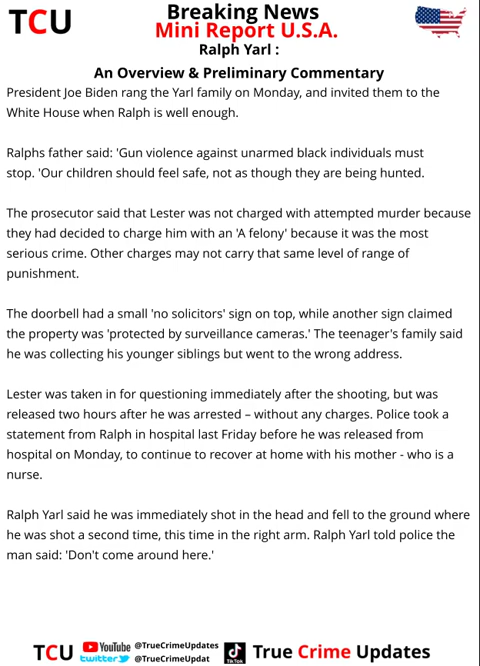 TCU
Breaking News
Mini Report U.S.A.
Ralph Yarl :
An Overview & Preliminary Commentary
President Joe Biden rang the Yarl family on Monday, and invited them to the
White House when Ralph is well enough.
Ralphs father said: 'Gun violence against unarmed black individuals must
stop. 'Our children should feel safe, not as though they are being hunted.
The prosecutor said that Lester was not charged with attempted murder because
they had decided to charge him with an 'A felony' because it was the most
serious crime. Other charges may not carry that same level of range of
punishment.
The doorbell had a small 'no solicitors' sign on top, while another sign claimed
the property was 'protected by surveillance cameras.' The teenager's family said
he was collecting his younger siblings but went to the wrong address.
Lester was taken in for questioning immediately after the shooting, but was
released two hours after he was arrested – without any charges. Police took a
statement from Ralph in hospital last Friday before he was released from
hospital on Monday, to continue to recover at home with his mother - who is a
nurse.
Ralph Yarl said he was immediately shot in the head and fell to the ground where
he was shot a second time, this time in the right arm. Ralph Yarl told police the
man said: 'Don't come around here.'
TCU
YouTube @TrueCrimeUpdates
twitter @TrueCrimeUpdat
TikTok
True Crime Updates